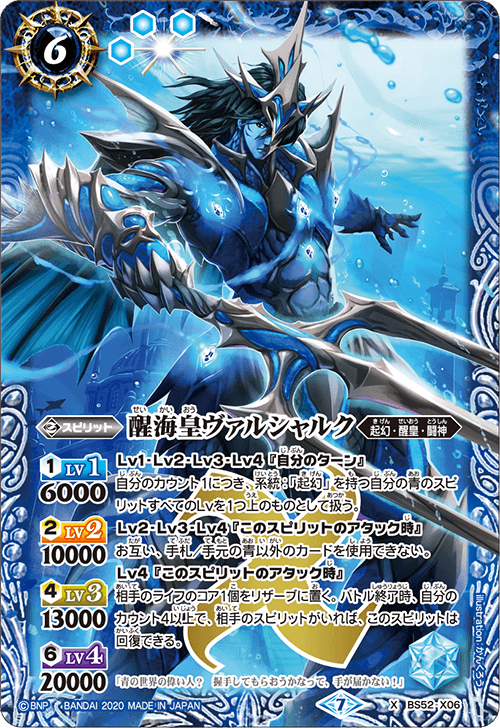 6
スピリット
醒海皇ヴァルシャルク
起幻・醒皇・闘神
1 LV1
6000
2 LV2
10000
4 LV3
13000
6 LV4
20000
Lv1・Lv2・Lv3・Lv4『自分のターン』
自分のカウント1につき、系統：「起幻」を持つ自分の青のスピ
リットすべてのLvを1つ上のものとして扱う。
Lv2・Lv3・Lv4『このスピリットのアタック時』
お互い、手札/手元の青以外のカードを使用できない。
Lv4『このスピリットのアタック時』
相手のライフのコア1個をリザーブに置く。バトル終了時、自分の
カウント4以上で、相手のスピリットがいれば、このスピリットは
回復できる。
「青の世界の偉い人？　握手してもらおうかなって、手が届かない！」
illustration かんくろう
©BNP BANDAI 2020 MADE IN JAPAN
7
X BS52-X06